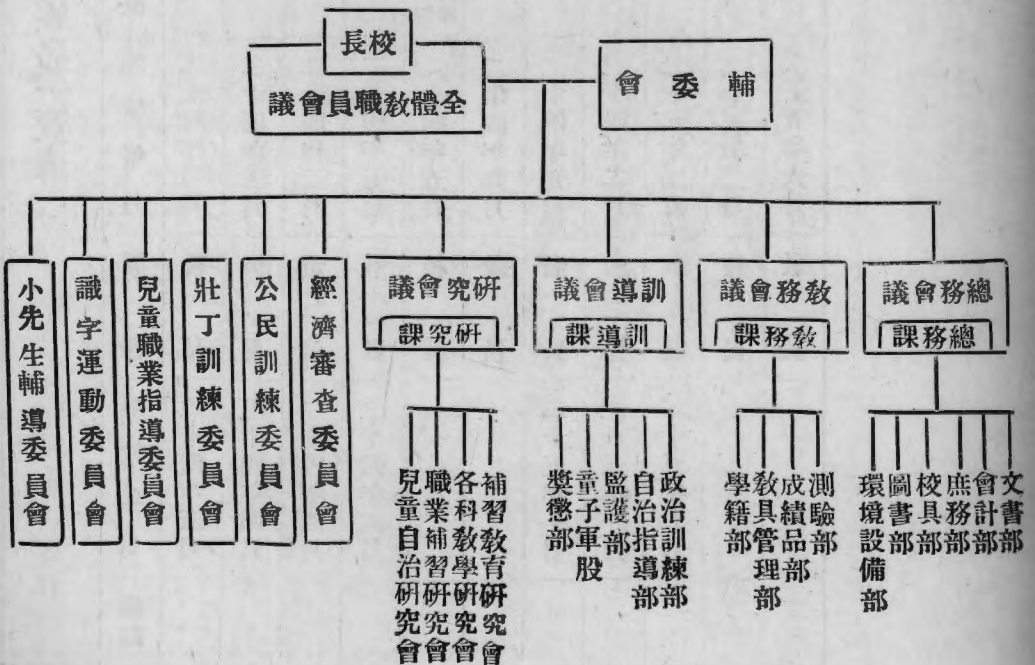 校長
全體教職員會議
輔委會
總務會議
總務課
文書部
會計部
庶務部
校具部
圖書部
環境設備部
教務會議
教務課
測驗部
成績品部
教具管理部
學籍部
訓導會議
訓導課
政治訓練部
自治指導部
監護部
童子軍股
獎懲部
研究會議
研究課
補習教育研究會
各科教學研究會
職業補習研究會
兒童自治研究會
經濟審查委員會
公民訓練委員會
壯丁訓練委員會
兒童職業指導委員會
識字運動委員會
小先生輔導委員會